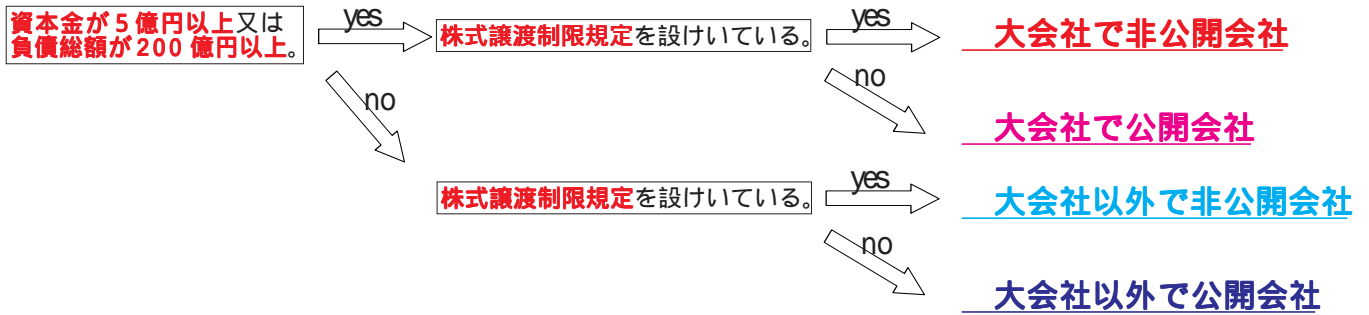 資本金が5億円以上又は
負債総額が200億円以上。
yes
株式譲渡制限規定を設けいている。
yes
大会社で非公開会社
no
no
大会社で公開会社
株式譲渡制限規定を設けいている。
yes
大会社以外で非公開会社
no
大会社以外で公開会社